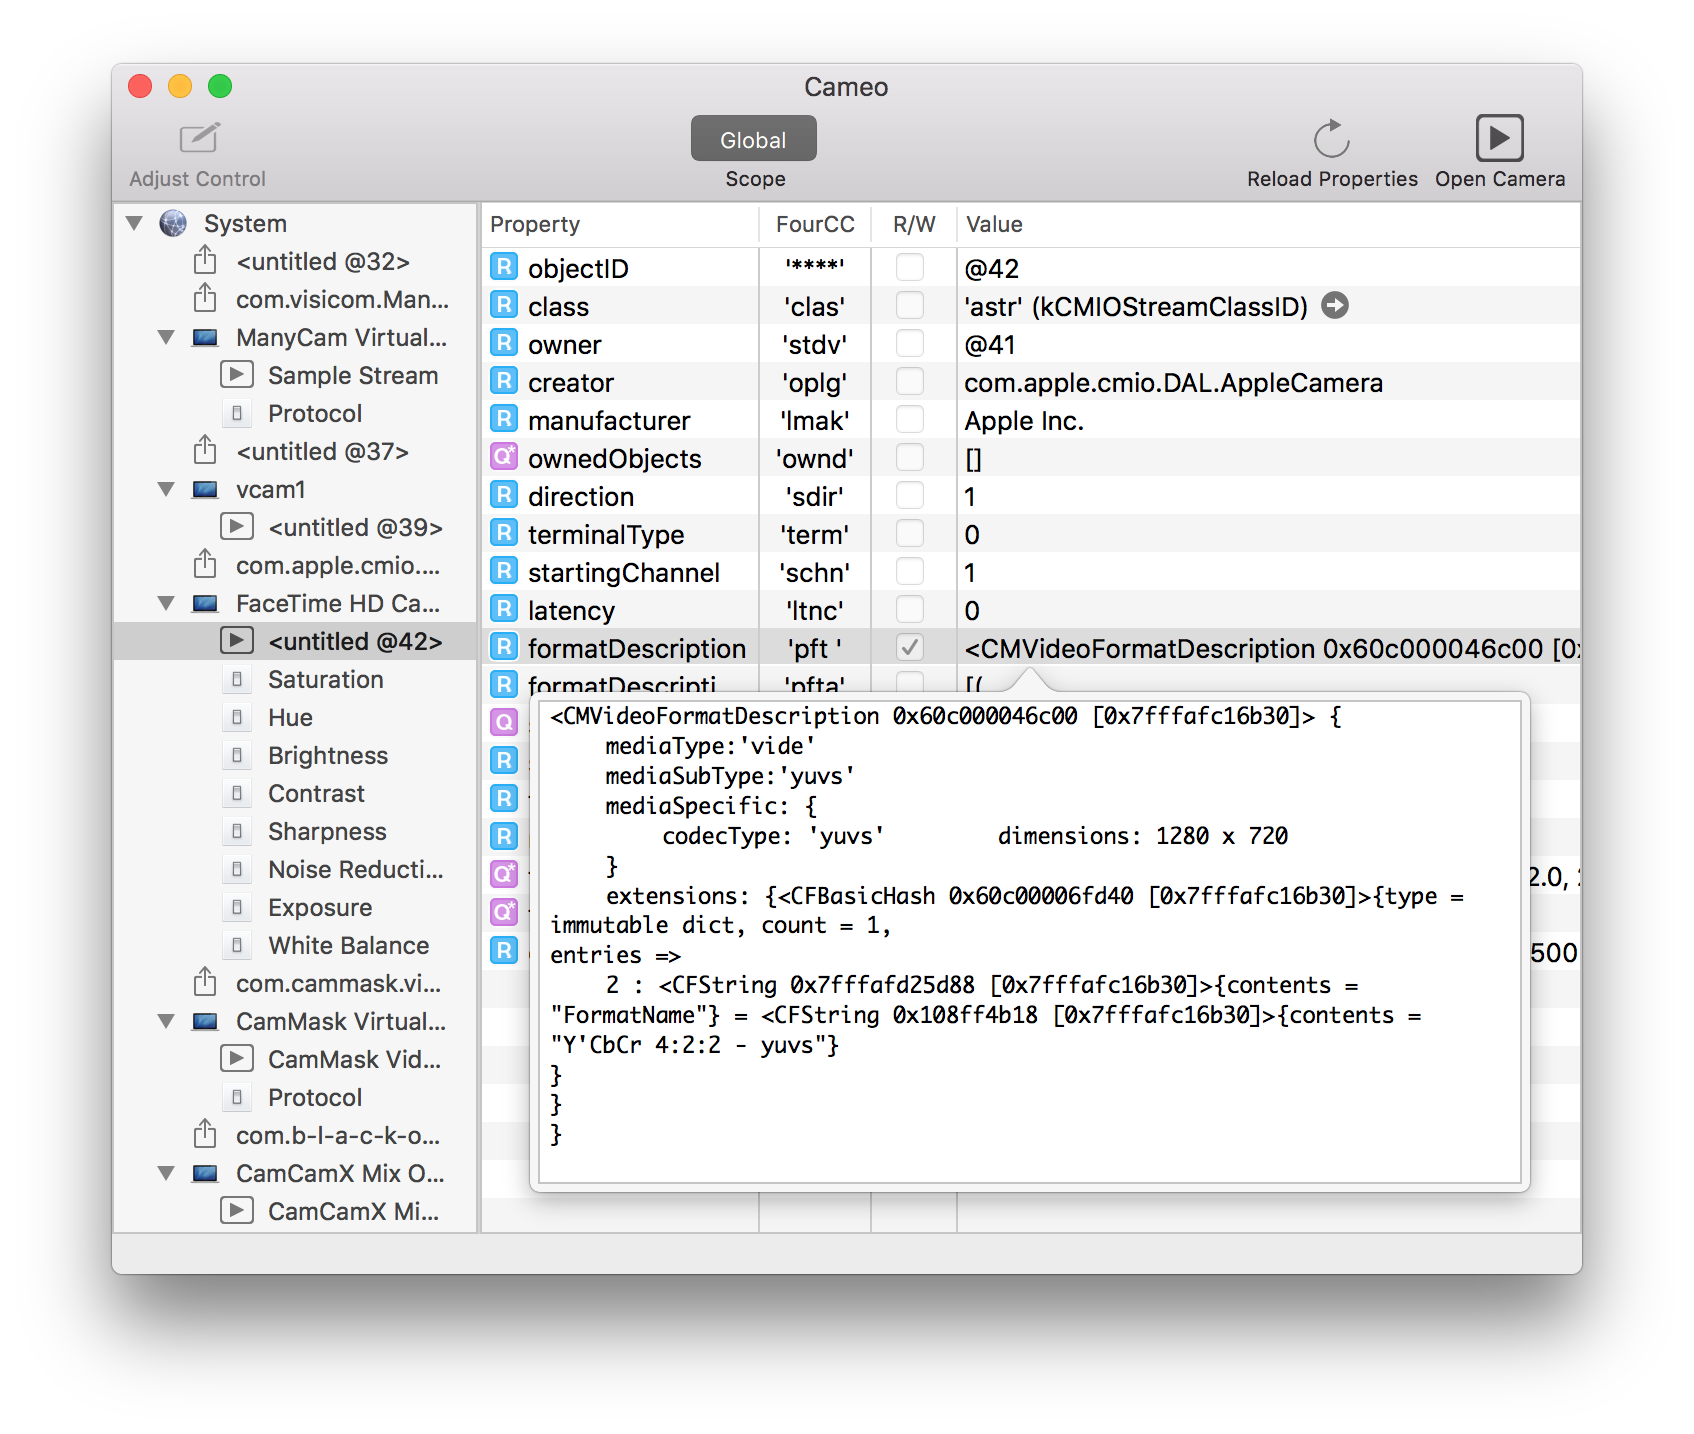 Cameo
Adjust Control
Global
Scope
Reload Properties
Open Camera
System
<untitled @32>
com.visicom.Man...
ManyCam Virtual...
Sample Stream
Protocol
<untitled @37>
vcam1
<untitled @39>
com.apple.cmio....
FaceTime HD Ca...
<untitled @42>
Saturation
Hue
Brightness
Contrast
Sharpness
Noise Reducti...
Exposure
White Balance
com.cammask.vi...
CamMask Virtual...
CamMask Vid...
Protocol
com.b-l-a-c-k-o...
CamCamX Mix O...
CamCamX Mi...
Property FourCC R/W Value
R objectID '****' @42
R class 'clas' 'astr' (kCMIOStreamClassID)
R owner 'stdv' @41
R creator 'oplg' com.apple.cmio.DAL.AppleCamera
R manufacturer 'lmak' Apple Inc.
Q* ownedObjects 'ownd' []
R direction 'sdir' 1
R terminalType 'term' 0
R startingChannel 'schn' 1
R latency 'ltnc' 0
R formatDescription 'pft ' <CMVideoFormatDescription 0x60c000046c00 [0x
R formatDescripti 'pfta' [(
Q
R
R
R
Q* 2.0,
Q*
R 500
<CMVideoFormatDescription 0x60c000046c00 [0x7fffafc16b30]> {
mediaType:'vide'
mediaSubType:'yuvs'
mediaSpecific: {
codecType: 'yuvs' dimensions: 1280 x 720
}
extensions: {<CFBasicHash 0x60c00006fd40 [0x7fffafc16b30]>{type =
immutable dict, count = 1,
entries =>
2 : <CFString 0x7fffafd25d88 [0x7fffafc16b30]>{contents =
"FormatName"} = <CFString 0x108ff4b18 [0x7fffafc16b30]>{contents =
"Y'CbCr 4:2:2 - yuvs"}
}
}
}